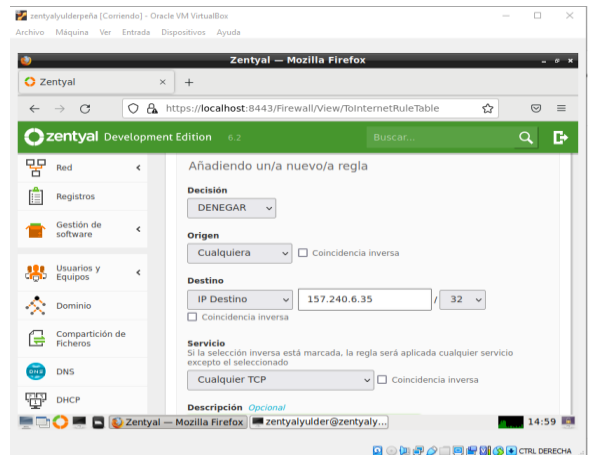 zentyalyulderpeña [Corriendo] - Oracle VM VirtualBox
Archivo Máquina Ver Entrada Dispositivos Ayuda
Zentyal — Mozilla Firefox
Zentyal
https://localhost:8443/Firewall/View/ToInternetRuleTable
zentyal Development Edition 6.2 Buscar...
Red
Registros
Gestión de
software
Usuarios y
Equipos
Dominio
Compartición de
Ficheros
DNS
DHCP
Añadiendo un/a nuevo/a regla
Decisión
DENEGAR
Origen
Cualquiera Coincidencia inversa
Destino
IP Destino 157.240.6.35 / 32
Coincidencia inversa
Servicio
Si la selección inversa está marcada, la regla será aplicada cualquier servicio
excepto el seleccionado
Cualquier TCP Coincidencia inversa
Descripción Opcional
Zentyal — Mozilla Firefox zentyalyulder@zentyaly... 14:59
CTRL DERECHA